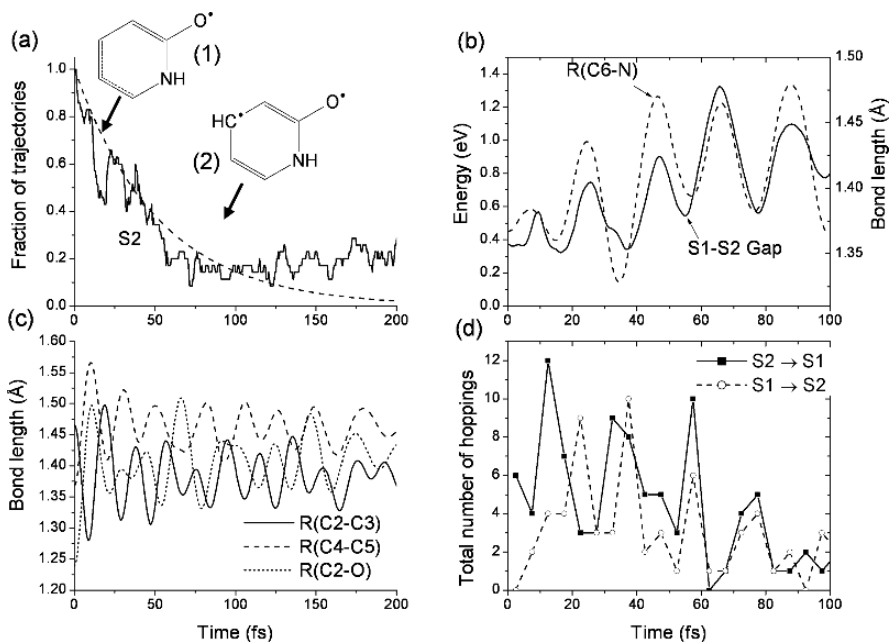 (a)
O•
(1)
NH
HC•
O•
(2)
NH
S2
Fraction of trajectories
1.0
0.8
0.6
0.4
0.2
0.0
0 50 100 150 200
(b)
R(C6-N)
S1-S2 Gap
Energy (eV)
1.4
1.2
1.0
0.8
0.6
0.4
0.2
0.0
0 20 40 60 80 100
1.50
1.45
1.40
1.35
Bond length (Å)
(c)
Bond length (Å)
1.60
1.55
1.50
1.45
1.40
1.35
1.30
1.25
1.20
R(C2-C3)
R(C4-C5)
R(C2-O)
0 50 100 150 200
Time (fs)
(d)
S2 → S1
S1 → S2
Total number of hoppings
12
10
8
6
4
2
0
0 20 40 60 80 100
Time (fs)